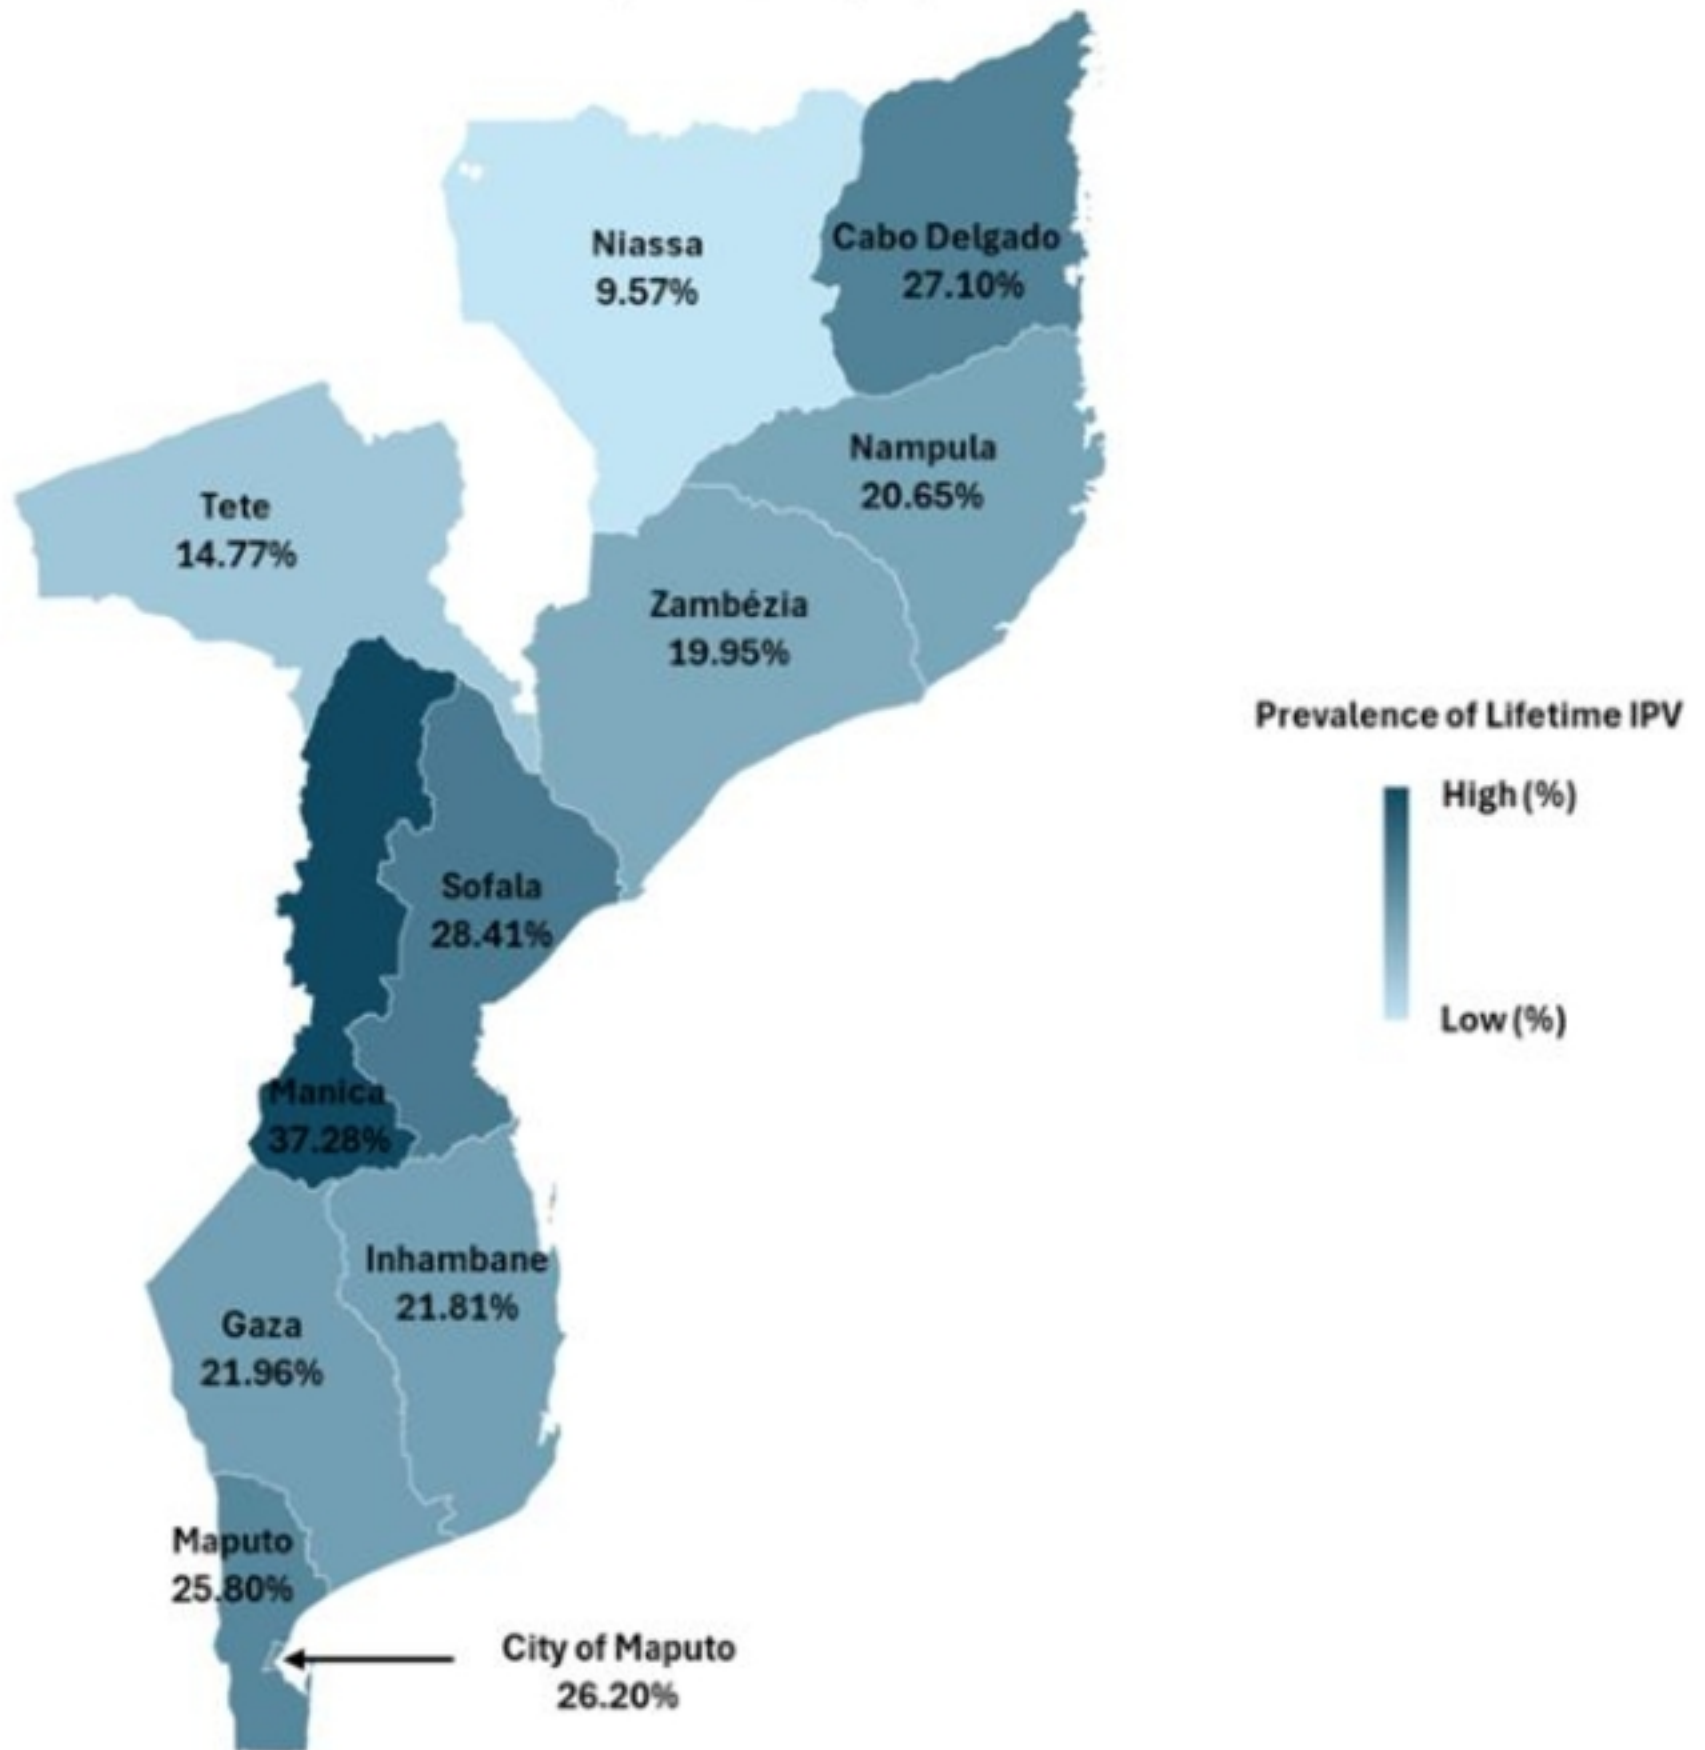 Niassa
9.57%
Cabo Delgado
27.10%
Nampula
20.65%
Tete
14.77%
Zambézia
19.95%
Prevalence of Lifetime IPV
High (%)
Low (%)
Sofala
28.41%
Manica
37.28%
Inhambane
21.81%
Gaza
21.96%
Maputo
25.80%
City of Maputo
26.20%